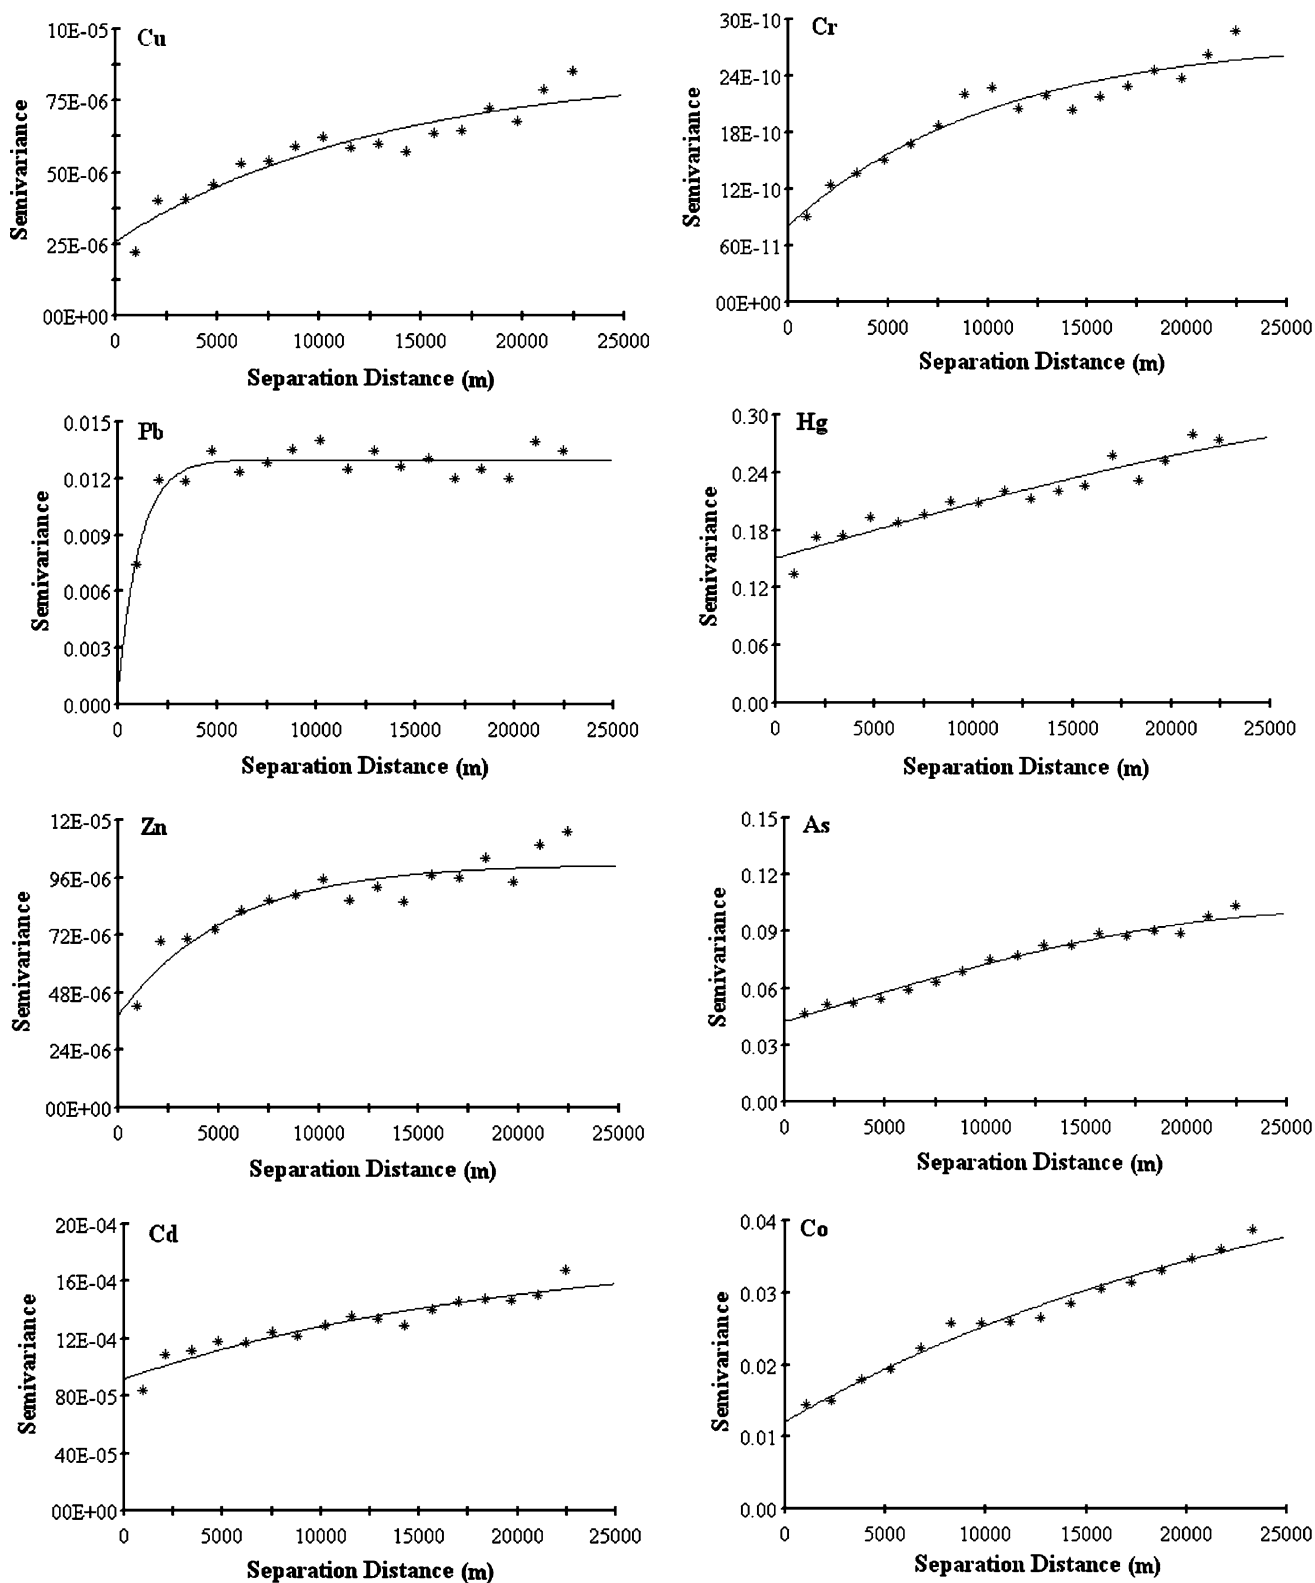 Cu
Semivariance
10E-05
75E-06
50E-06
25E-06
00E+00
0 5000 10000 15000 20000 25000
Separation Distance (m)
Cr
Semivariance
30E-10
24E-10
18E-10
12E-10
60E-11
00E+00
0 5000 10000 15000 20000 25000
Separation Distance (m)
Pb
Semivariance
0.015
0.012
0.009
0.006
0.003
0.000
0 5000 10000 15000 20000 25000
Separation Distance (m)
Hg
Semivariance
0.30
0.24
0.18
0.12
0.06
0.00
0 5000 10000 15000 20000 25000
Separation Distance (m)
Zn
Semivariance
12E-05
96E-06
72E-06
48E-06
24E-06
00E+00
0 5000 10000 15000 20000 25000
Separation Distance (m)
As
Semivariance
0.15
0.12
0.09
0.06
0.03
0.00
0 5000 10000 15000 20000 25000
Separation Distance (m)
Cd
Semivariance
20E-04
16E-04
12E-04
80E-05
40E-05
00E+00
0 5000 10000 15000 20000 25000
Separation Distance (m)
Co
Semivariance
0.04
0.03
0.02
0.01
0.00
0 5000 10000 15000 20000 25000
Separation Distance (m)